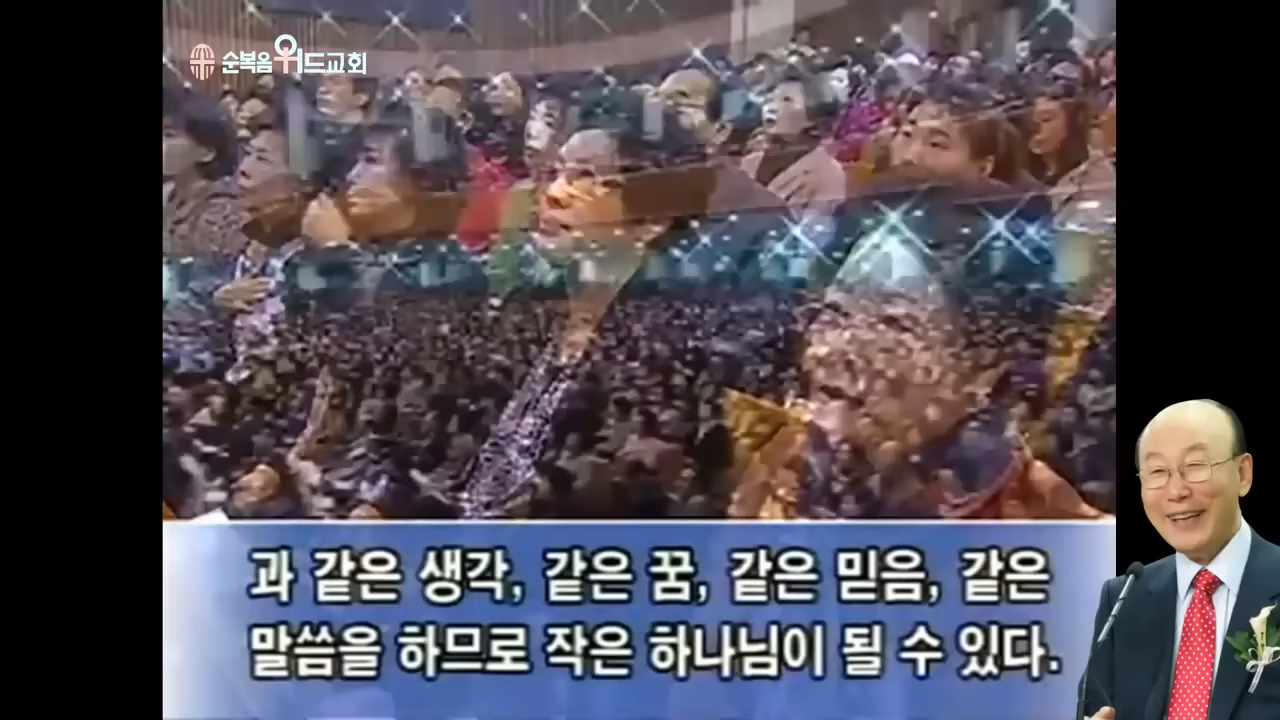 순복음위드교회
과 같은 생각, 같은 꿈, 같은 믿음, 같은
말씀을 하므로 작은 하나님이 될 수 있다.